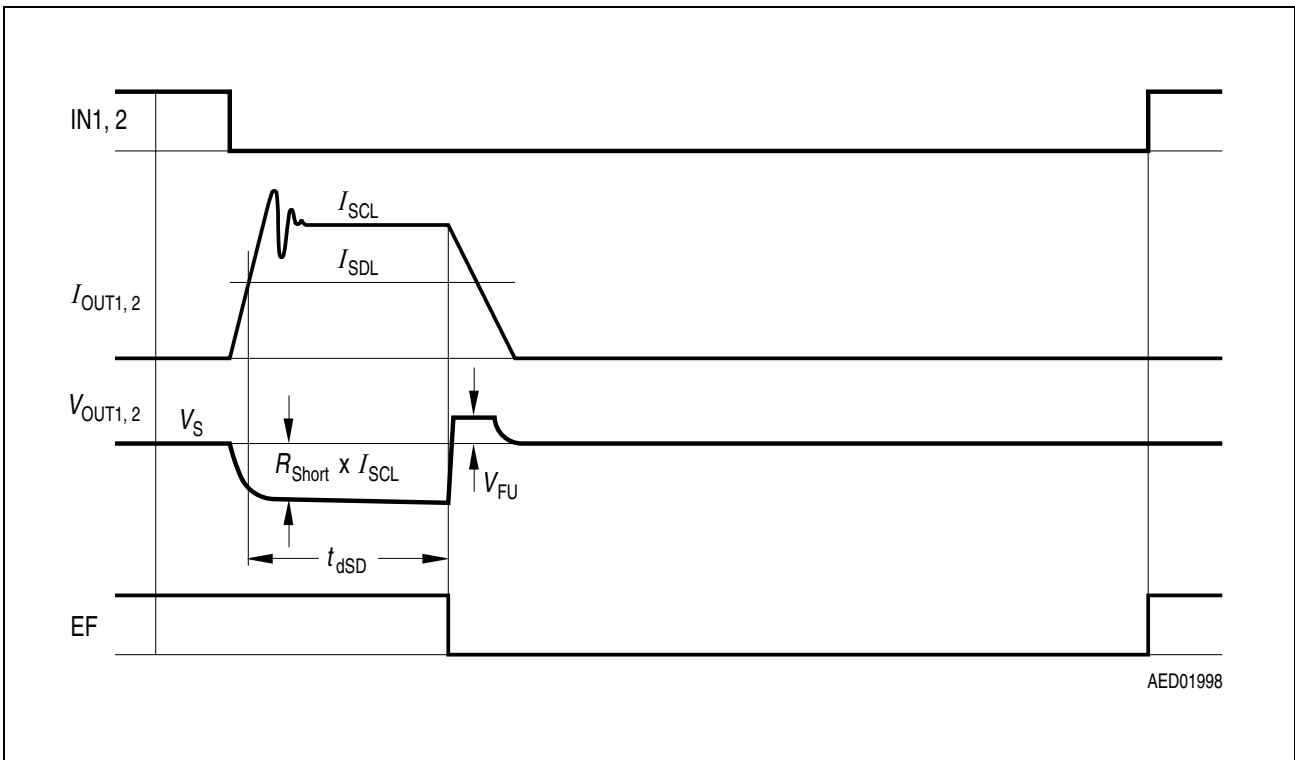 IN1, 2
I_SCL
I_SDL
I_OUT1, 2
V_OUT1, 2
V_S
R_Short x I_SCL
V_FU
t_dSD
EF
AED01998